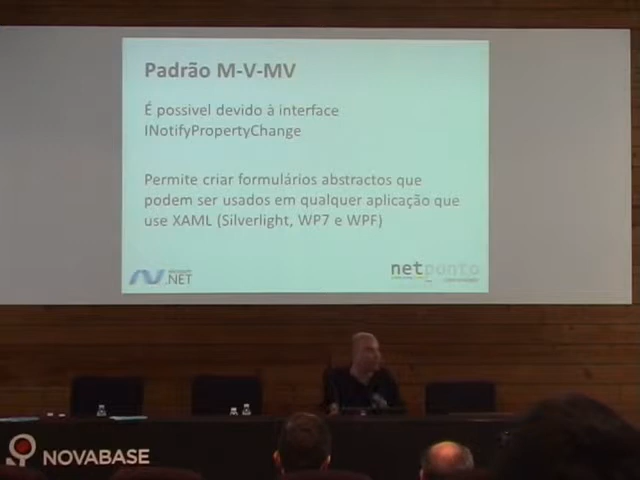 Padrão M-V-MV
É possivel devido à interface
INotifyPropertyChange
Permite criar formulários abstractos que
podem ser usados em qualquer aplicação que
use XAML (Silverlight, WP7 e WPF)
.NET
netponto
NOVABASE